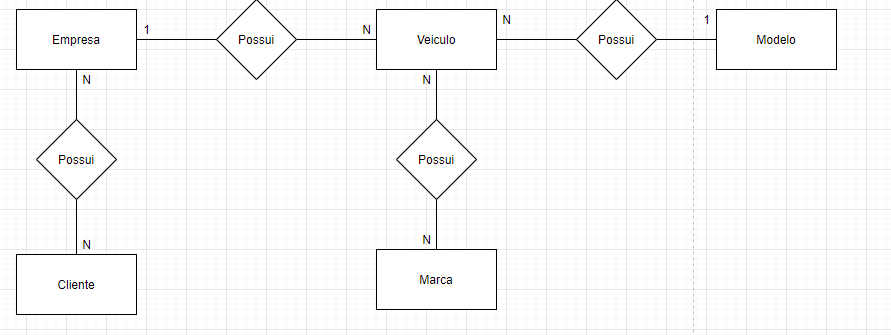 Empresa
1
Possui
N
Veiculo
N
Possui
1
Modelo
N
Possui
N
Cliente
N
Possui
N
Marca